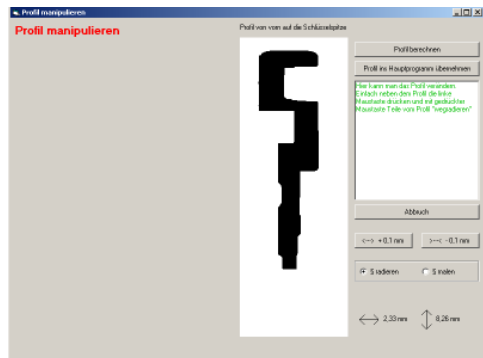 Profil manipulieren
Profil manipulieren
Profil von vorn auf die Schlüsselspitze
Profil berechnen
Profil ins Hauptprogramm übernehmen
Hier kann man das Profil verändern.
Einfach neben dem Profil die linke
Maustaste drücken und mit gedrückter
Maustaste Teile vom Profil "wegradieren"
Abbruch
<--> + 0,1 mm
>--< - 0,1 mm
S radieren
S malen
2,33 mm
8,26 mm